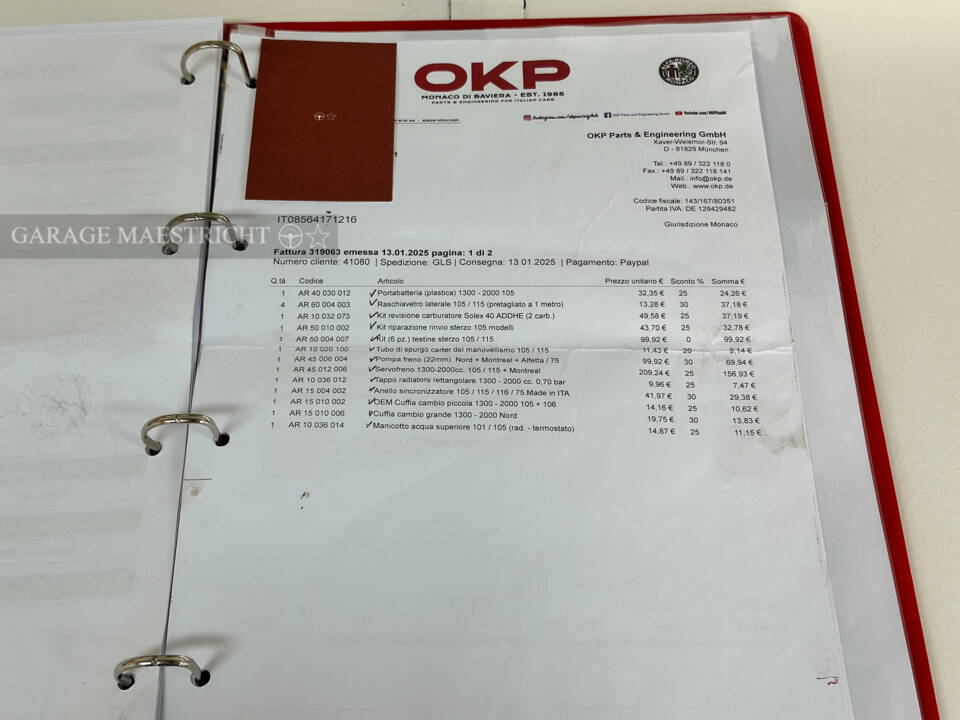 OKP
MONACO DI BAVIERA - EST. 1986
PARTS & ENGINEERING FOR ITALIAN CARS
ALFA ROMEO
MONACO
OKP Parts and Engineering GmbH
OKP Parts & Engineering GmbH
Xaver-Weismor-Str. 94
D - 81829 München
Tel.: +49 89 / 322 118 0
Fax.: +49 89 / 322 118 141
Mail.: info@okp.de
Web.: www.okp.de
Codice fiscale: 143/167/80351
Partita IVA: DE 129429482
Giurisdizione Monaco
IT08564171216
GARAGE MAESTRICHT
Fattura 319063 emessa 13.01.2025 pagina: 1 di 2
Numero cliente: 41080 | Spedizione: GLS | Consegna: 13.01.2025 | Pagamento: Paypal
Q.tà Codice Articolo Prezzo unitario € Sconto % Somma €
1 AR 40 030 012 Portabatteria (plastica) 1300 - 2000 105 32,35 € 25 24,26 €
4 AR 60 004 003 Raschiavetro laterale 105 / 115 (pretagliato a 1 metro) 13,28 € 30 37,18 €
1 AR 10 032 073 Kit revisione carburatore Solex 40 ADDHE (2 carb.) 49,58 € 25 37,19 €
1 AR 50 010 002 Kit riparazione rinvio sterzo 105 modelli 43,70 € 25 32,78 €
1 AR 50 004 007 Kit (6 pz.) testine sterzo 105 / 115 99,92 € 0 99,92 €
1 AR 10 020 100 Tubo di spurgo carter del manovellismo 105 / 115 11,43 € 20 9,14 €
1 AR 45 006 004 Pompa freno (22mm) Nord + Montreal + Alfetta / 75 99,92 € 30 69,94 €
1 AR 45 012 006 Servofreno 1300-2000cc. 105 / 115 + Montreal 209,24 € 25 156,93 €
1 AR 10 036 012 Tappo radiators rettangolare 1300 - 2000 cc. 0,70 bar 9,96 € 25 7,47 €
1 AR 15 004 002 Anello sincronizzatore 105 / 115 / 116 / 75 Made in ITA 41,97 € 30 29,38 €
1 AR 15 010 002 OEM Cuffia cambio piccola 1300 - 2000 105 + 106 14,16 € 25 10,62 €
1 AR 15 010 006 Cuffia cambio grande 1300 - 2000 Nord 19,75 € 30 13,83 €
1 AR 10 036 014 Manicotto acqua superiore 101 / 105 (rad. - termostato) 14,87 € 25 11,15 €